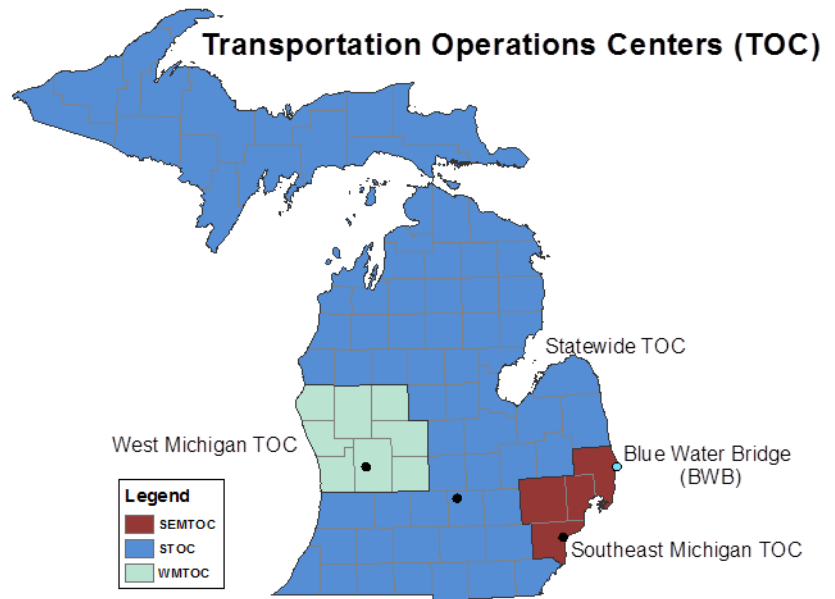 Transportation Operations Centers (TOC)
Statewide TOC
West Michigan TOC
Blue Water Bridge
(BWB)
Legend
SEMTOC
STOC
WMTOC
Southeast Michigan TOC